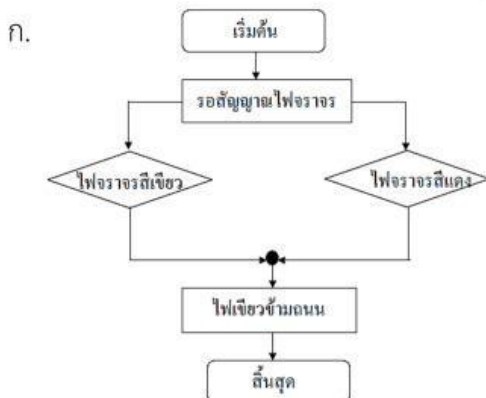 ก.
เริ่มต้น
รอสัญญาณไฟจราจร
ไฟจราจรสีเขียว
ไฟจราจรสีแดง
ไฟเขียวข้ามถนน
สิ้นสุด